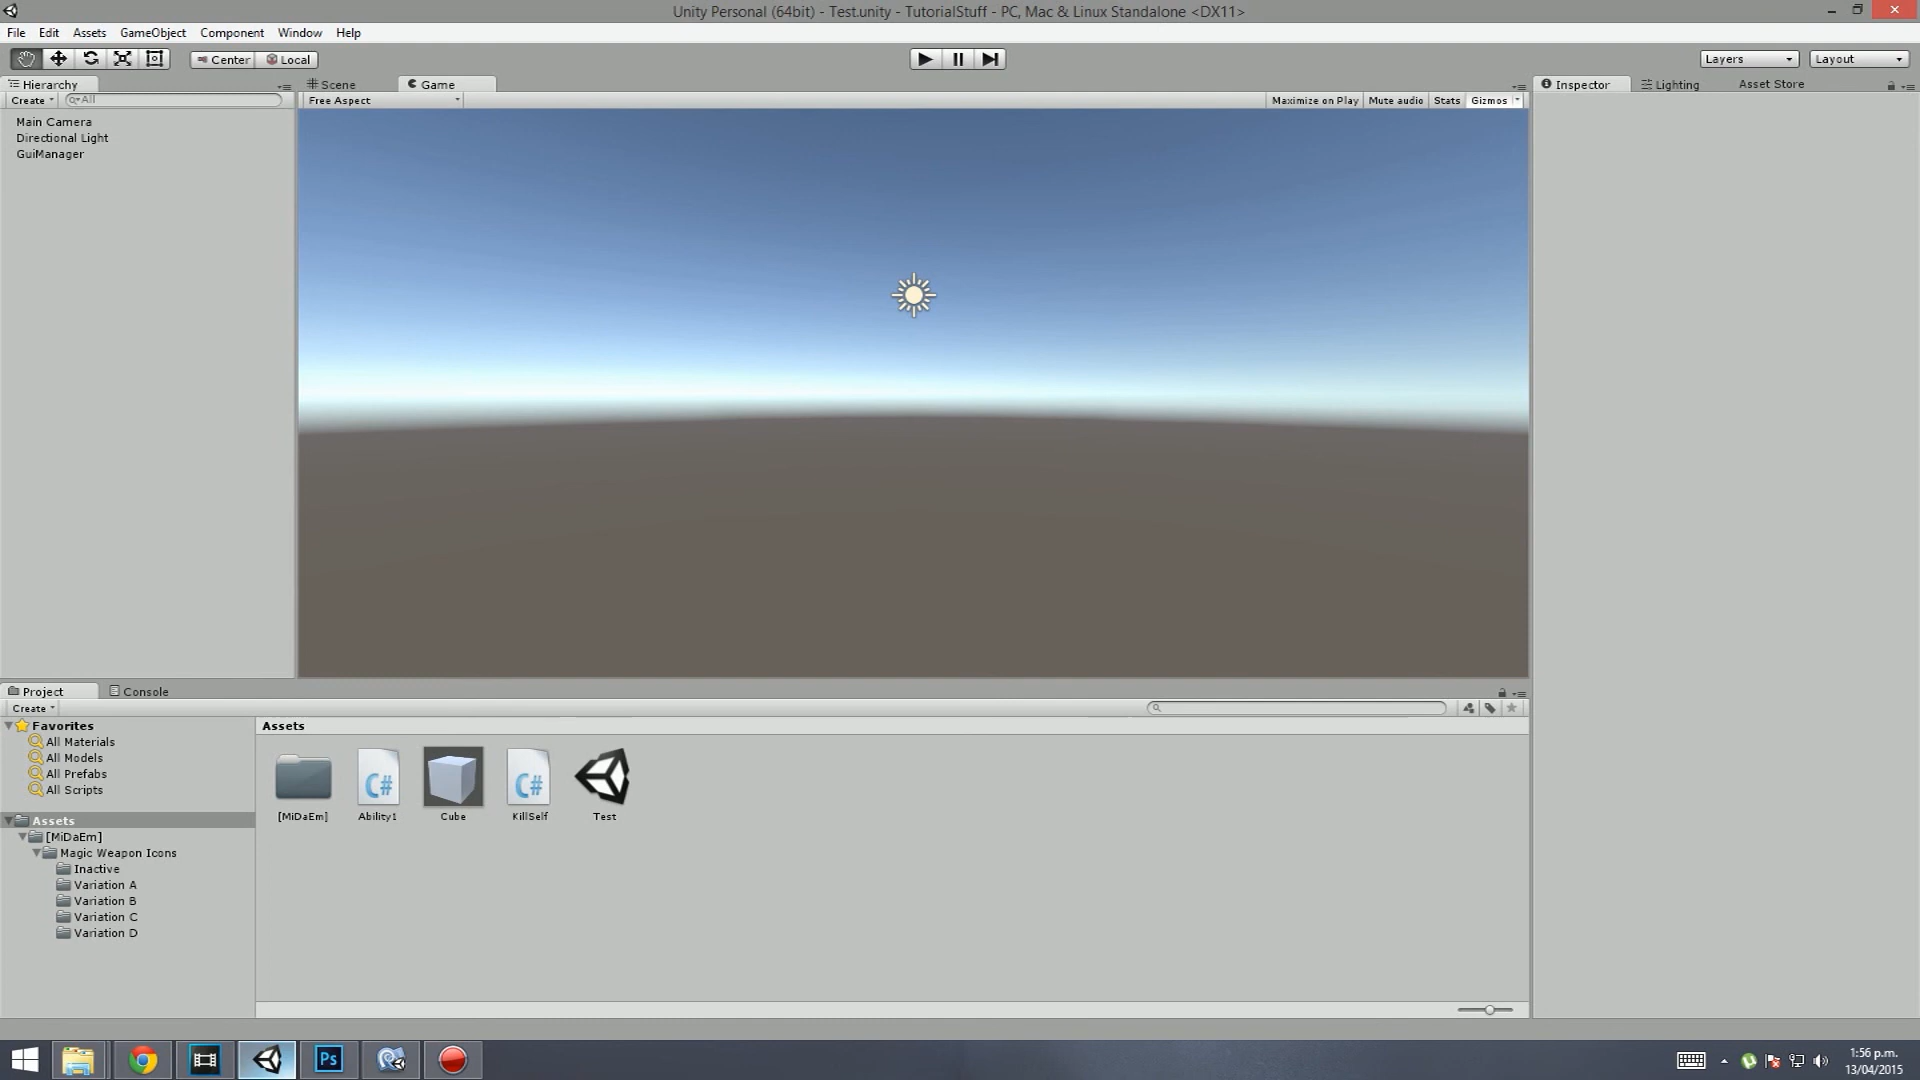 Unity Personal (64bit) - Test.unity - TutorialStuff - PC, Mac & Linux Standalone <DX11>
File Edit Assets GameObject Component Window Help
Center Local Layers Layout
Hierarchy Scene Game Inspector Lighting Asset Store
Create All Free Aspect Maximize on Play Mute audio Stats Gizmos
Main Camera
Directional Light
GuiManager
Project Console
Create
Favorites Assets
All Materials
All Models
All Prefabs
All Scripts
C# C#
[MiDaEm] Ability1 Cube KillSelf Test
Assets
[MiDaEm]
Magic Weapon Icons
Inactive
Variation A
Variation B
Variation C
Variation D
Ps
1:56 p.m.
13/04/2015